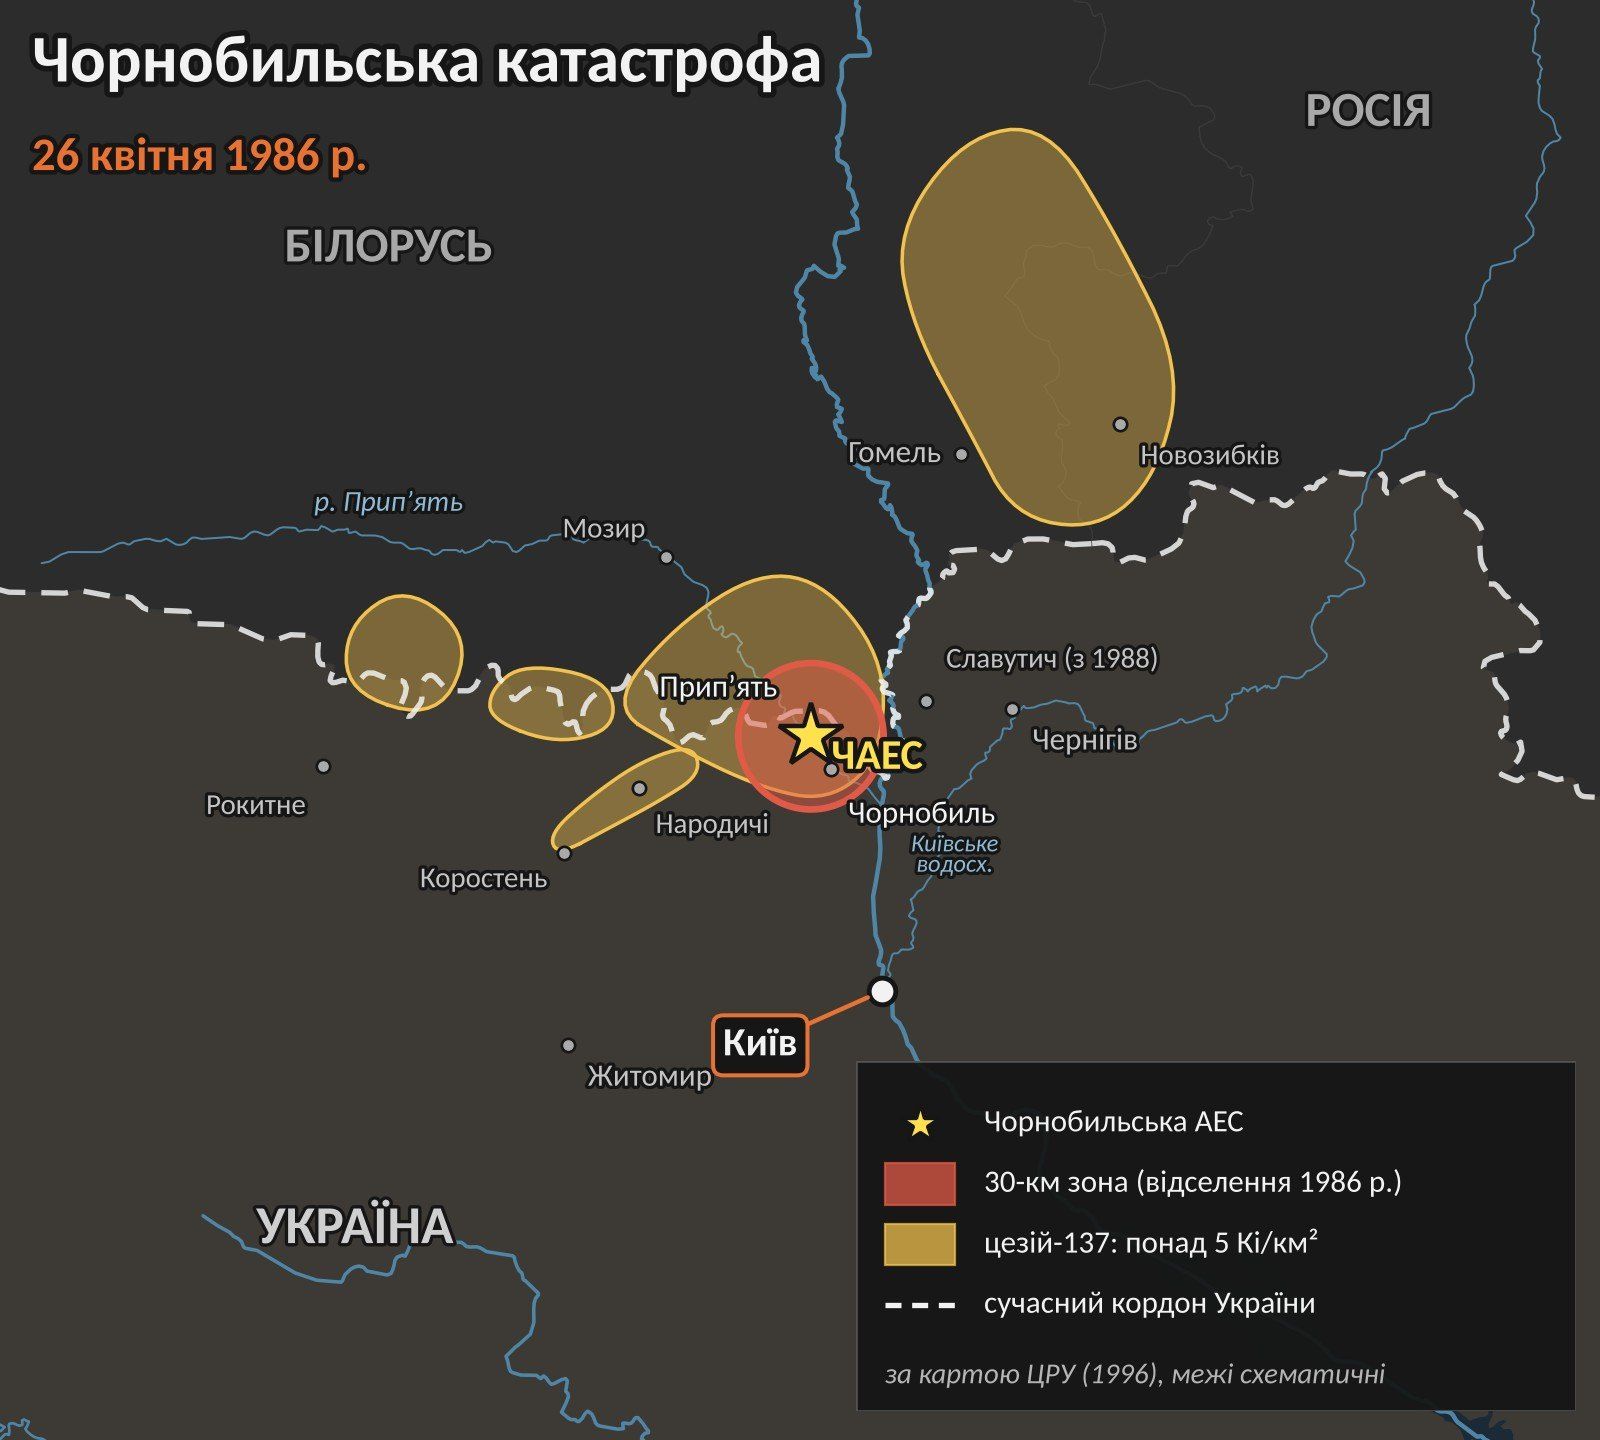 Чорнобильська катастрофа
26 квітня 1986 р.
РОСІЯ
БІЛОРУСЬ
Гомель
Новозибків
р. Прип’ять
Мозир
Славутич (з 1988)
Прип’ять
Чернігів
ЧАЕС
Рокитне
Народичі
Чорнобиль
Київське
водосх.
Коростень
Київ
Житомир
УКРАЇНА
Чорнобильська АЕС
30-км зона (відселення 1986 р.)
цезій-137: понад 5 Кі/км²
сучасний кордон України
за картою ЦРУ (1996), межі схематичні